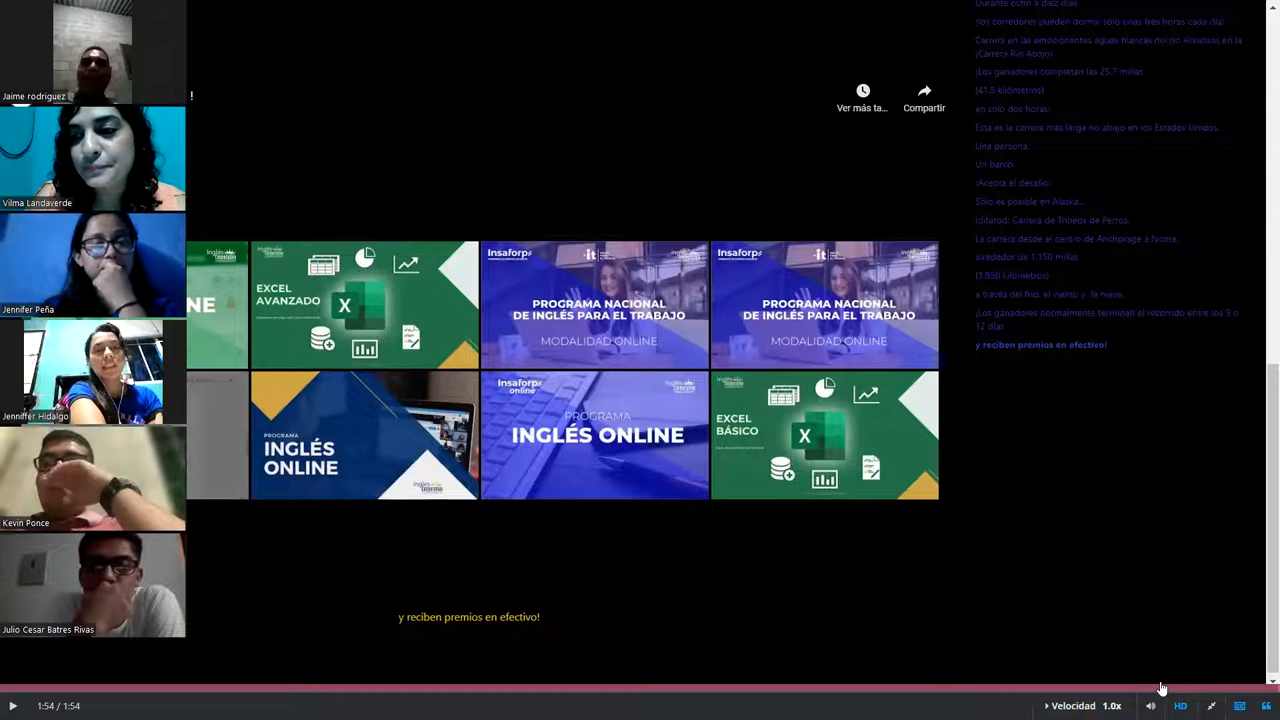 Jaime rodriguez
!
Vilma Landaverde
Jennifer Peña
Jenniffer Hidalgo
Kevin Ponce
Julio Cesar Batres Rivas
Ver más ta...
Compartir
NE
EXCEL
AVANZADO
X
Insaforp
·it
PROGRAMA NACIONAL
DE INGLÉS PARA EL TRABAJO
MODALIDAD ONLINE
Insaforp
·it
PROGRAMA NACIONAL
DE INGLÉS PARA EL TRABAJO
MODALIDAD ONLINE
PROGRAMA
INGLÉS
ONLINE
Insaforp
online
PROGRAMA
INGLÉS ONLINE
EXCEL
BÁSICO
X
y reciben premios en efectivo!
Durante ocho a diez días,
corredores pueden dormir solo unas tres horas cada día!
Carrera en las emocionantes aguas blancas del río Arkansas en la
¡Carrera Río Abajo!
¡Los ganadores completan las 25,7 millas
(41.5 kilómetros)
en solo dos horas!
Esta es la carrera más larga río abajo en los Estados Unidos.
Una persona.
Un barco.
¡Acepta el desafío!
Sólo es posible en Alaska...
Iditarod: Carrera de Trineos de Perros.
La carrera desde el centro de Anchorage a Nome,
alrededor de 1 150 millas
(1 850 kilómetros)
a través del frío, el viento y la nieve.
¡Los ganadores normalmente terminan el recorrido entre los 9 o
12 días
y reciben premios en efectivo!
1:54 / 1:54
Velocidad 1.0x
HD